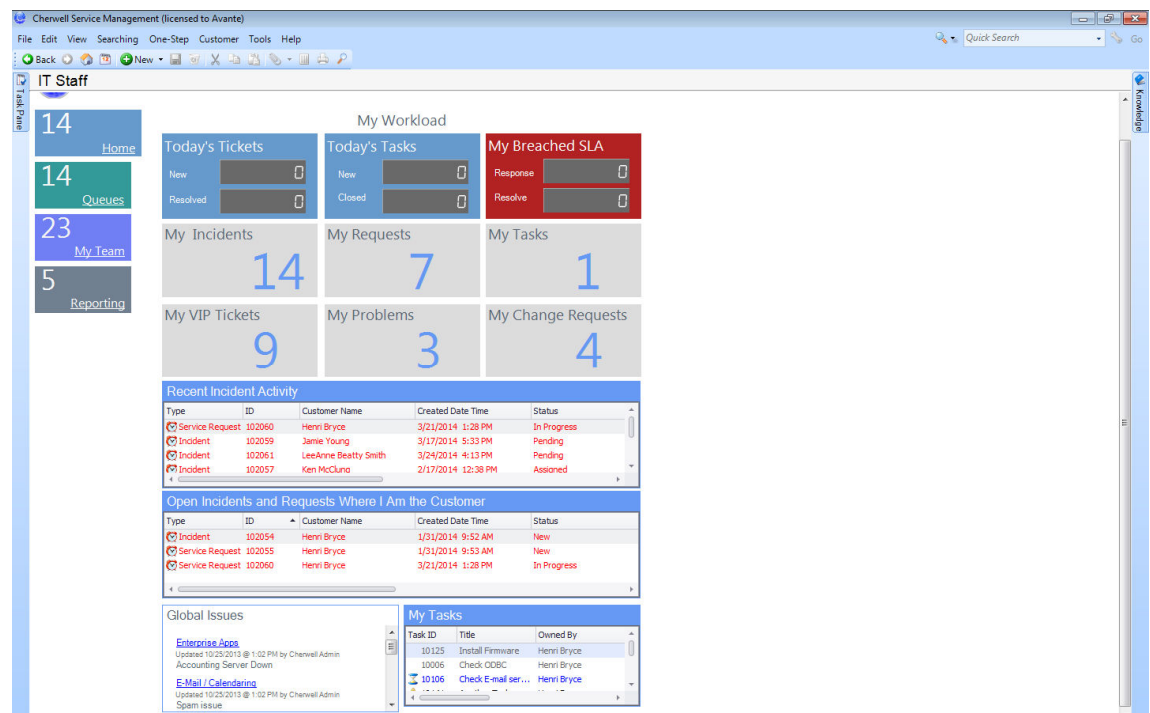 Cherwell Service Management (licensed to Avante)
File Edit View Searching One-Step Customer Tools Help
Quick Search Go
Back New
IT Staff
Task Pane
Knowledge
14
Home
14
Queues
23
My Team
5
Reporting
My Workload
Today's Tickets
New 0
Resolved 0
Today's Tasks
New 0
Closed 0
My Breached SLA
Response 0
Resolve 0
My Incidents
14
My Requests
7
My Tasks
1
My VIP Tickets
9
My Problems
3
My Change Requests
4
Recent Incident Activity
Type ID Customer Name Created Date Time Status
Service Request 102060 Henri Bryce 3/21/2014 1:28 PM In Progress
Incident 102059 Jamie Young 3/17/2014 5:33 PM Pending
Incident 102061 LeeAnne Beatty Smith 3/24/2014 4:13 PM Pending
Incident 102057 Ken McClung 2/17/2014 12:38 PM Assigned
Open Incidents and Requests Where I Am the Customer
Type ID Customer Name Created Date Time Status
Incident 102054 Henri Bryce 1/31/2014 9:52 AM New
Service Request 102055 Henri Bryce 1/31/2014 9:53 AM New
Service Request 102060 Henri Bryce 3/21/2014 1:28 PM In Progress
Global Issues
Enterprise Apps
Updated 10/25/2013 @ 1:02 PM by Cherwell Admin
Accounting Server Down
E-Mail / Calendaring
Updated 10/25/2013 @ 1:02 PM by Cherwell Admin
Spam issue
My Tasks
Task ID Title Owned By
10125 Install Firmware Henri Bryce
10006 Check ODBC Henri Bryce
10106 Check E-mail ser... Henri Bryce